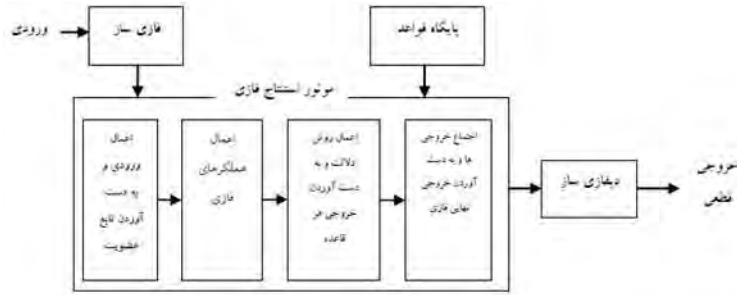 ورودی
فازی ساز
پایگاه قواعد
موتور استنتاج فازی
اعمال
ورودی و
به دست
آوردن تابع
عضویت
اعمال
عملگرهای
فازی
اعمال روش
دلالت و به
دست آوردن
خروجی هر
قاعده
اجتماع خروجی
ها و به دست
آوردن خروجی
نهایی فازی
دیفازی ساز
خروجی
قطعی